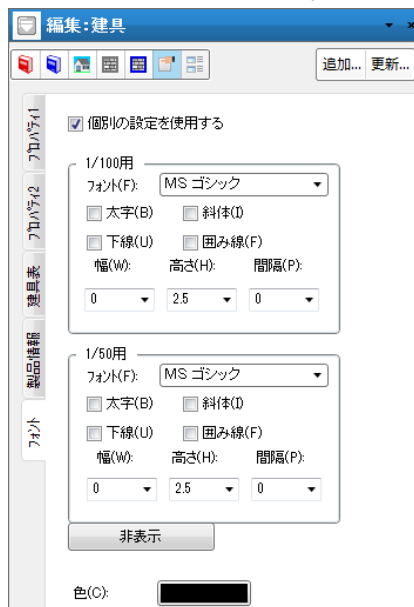 編集:建具
追加... 更新...
プロパティ1
プロパティ2
建具表
製品情報
フォント
個別の設定を使用する
1/100用
フォント(F): MS ゴシック
太字(B) 斜体(I)
下線(U) 囲み線(F)
幅(W): 高さ(H): 間隔(P):
0 2.5 0
1/50用
フォント(F): MS ゴシック
太字(B) 斜体(I)
下線(U) 囲み線(F)
幅(W): 高さ(H): 間隔(P):
0 2.5 0
非表示
色(C):